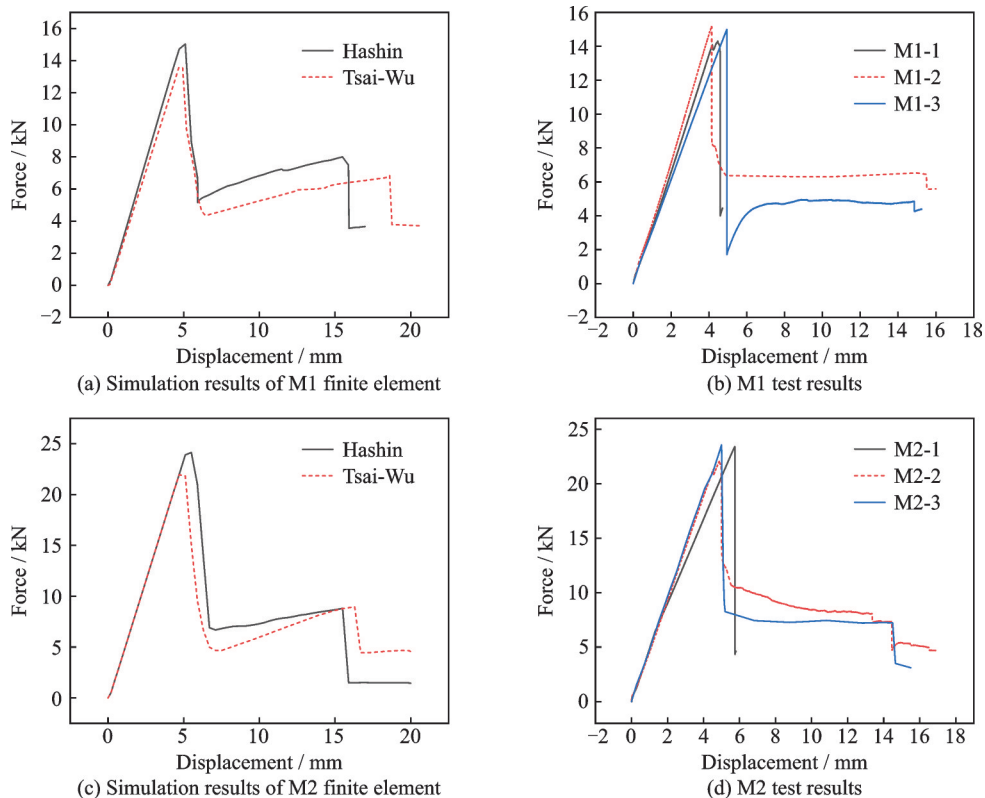 16
14
12
10
8
6
4
2
0
−2
Force / kN
Hashin
Tsai-Wu
0
5
10
15
20
Displacement / mm
(a) Simulation results of M1 finite element
16
14
12
10
8
6
4
2
0
−2
Force / kN
M1-1
M1-2
M1-3
−2
0
2
4
6
8
10
12
14
16
18
Displacement / mm
(b) M1 test results
25
20
15
10
5
0
Force / kN
Hashin
Tsai-Wu
0
5
10
15
20
Displacement / mm
(c) Simulation results of M2 finite element
25
20
15
10
5
0
Force / kN
M2-1
M2-2
M2-3
−2
0
2
4
6
8
10
12
14
16
18
Displacement / mm
(d) M2 test results